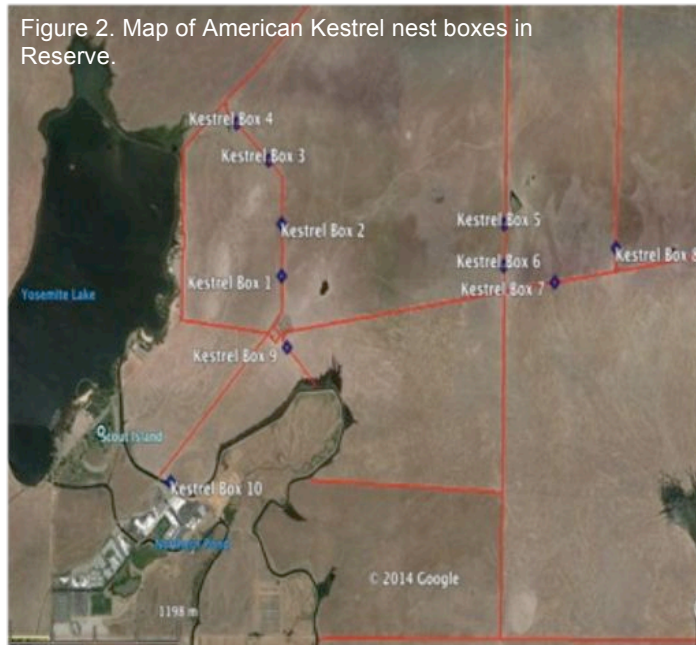 Figure 2. Map of American Kestrel nest boxes in
Reserve.
Kestrel Box 4
Kestrel Box 3
Kestrel Box 5
Kestrel Box 2
Kestrel Box 8
Kestrel Box 6
Kestrel Box 1
Kestrel Box 7
Yosemite Lake
Kestrel Box 9
Scout Island
Kestrel Box 10
© 2014 Google
1198 m